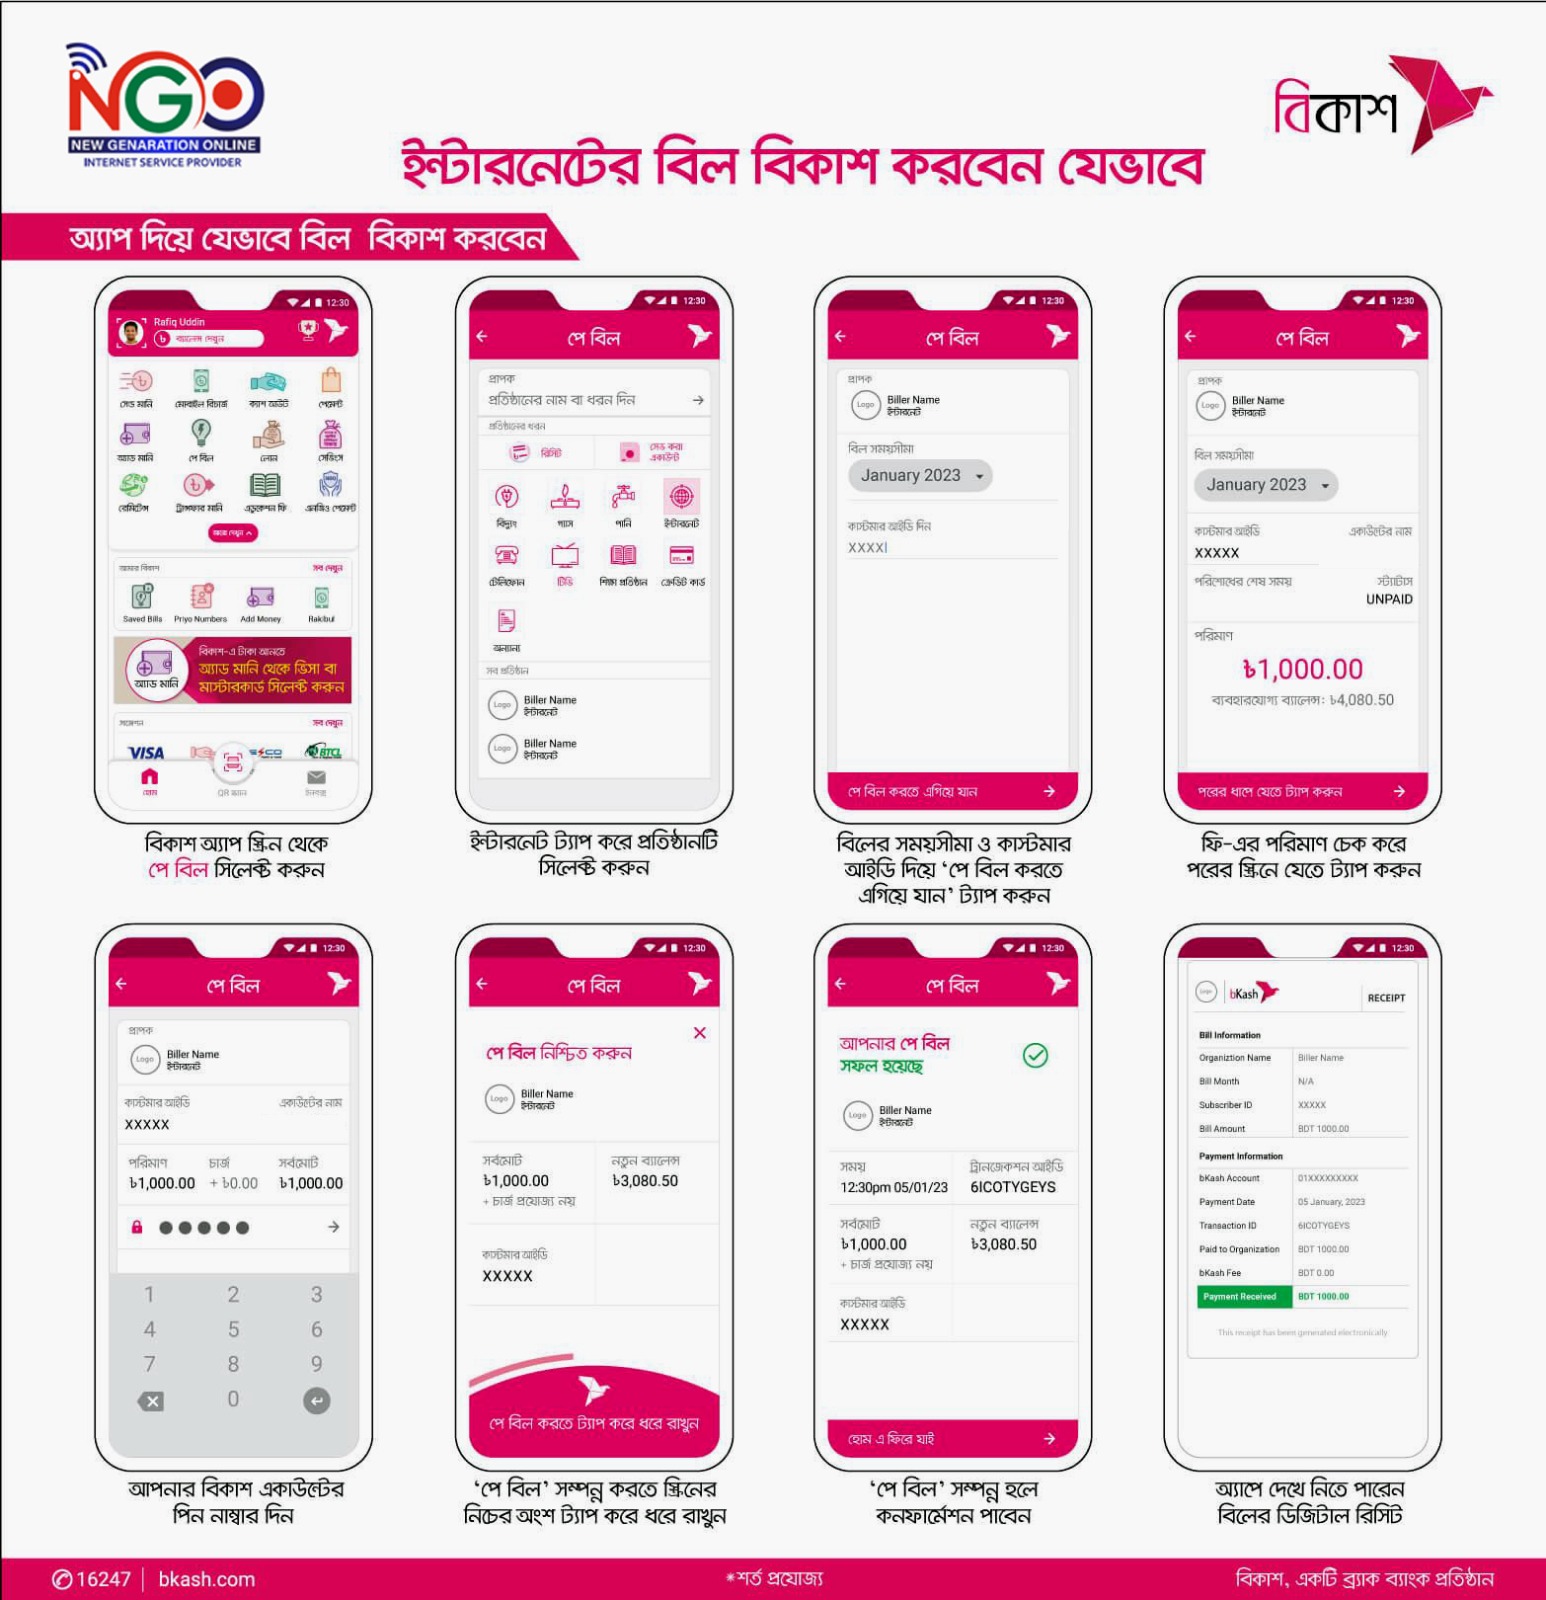 NGO
NEW GENARATION ONLINE
INTERNET SERVICE PROVIDER
বিকাশ
ইন্টারনেটের বিল বিকাশ করবেন যেভাবে
অ্যাপ দিয়ে যেভাবে বিল বিকাশ করবেন
12:30
Rafiq Uddin
৳ ব্যালেন্স দেখুন
সেন্ড মানি মোবাইল রিচার্জ ক্যাশ আউট পেমেন্ট
অ্যাড মানি পে বিল লোন সেভিংস
রেমিটেন্স ট্রান্সফার মানি এডুকেশন ফি এনজিও পেমেন্ট
আরো দেখুন
আমার বিকাশ সব দেখুন
Saved Bills Priyo Numbers Add Money Rakibul
অ্যাড মানি
বিকাশ-এ টাকা আনতে
অ্যাড মানি থেকে ভিসা বা
মাস্টারকার্ড সিলেক্ট করুন
সাজেশন সব দেখুন
VISA BTCL
হোম QR স্ক্যান ইনবক্স
বিকাশ অ্যাপ স্ক্রিন থেকে
পে বিল সিলেক্ট করুন
12:30
পে বিল
প্রাপক
প্রতিষ্ঠানের নাম বা ধরন দিন
প্রতিষ্ঠানের ধরন
রিসিট সেভ করা
একাউন্ট
বিদ্যুৎ গ্যাস পানি ইন্টারনেট
টেলিফোন টিভি শিক্ষা প্রতিষ্ঠান ক্রেডিট কার্ড
অন্যান্য
সব প্রতিষ্ঠান
Logo Biller Name
ইন্টারনেট
Logo Biller Name
ইন্টারনেট
ইন্টারনেট ট্যাপ করে প্রতিষ্ঠানটি
সিলেক্ট করুন
12:30
পে বিল
প্রাপক
Logo Biller Name
ইন্টারনেট
বিল সময়সীমা
January 2023
কাস্টমার আইডি দিন
XXXX
পে বিল করতে এগিয়ে যান
বিলের সময়সীমা ও কাস্টমার
আইডি দিয়ে ‘পে বিল করতে
এগিয়ে যান’ ট্যাপ করুন
12:30
পে বিল
প্রাপক
Logo Biller Name
ইন্টারনেট
বিল সময়সীমা
January 2023
কাস্টমার আইডি একাউন্টের নাম
XXXXX
পরিশোধের শেষ সময় স্ট্যাটাস
UNPAID
পরিমাণ
৳1,000.00
ব্যবহারযোগ্য ব্যালেন্স: ৳4,080.50
পরের ধাপে যেতে ট্যাপ করুন
ফি-এর পরিমাণ চেক করে
পরের স্ক্রিনে যেতে ট্যাপ করুন
12:30
পে বিল
প্রাপক
Logo Biller Name
ইন্টারনেট
কাস্টমার আইডি একাউন্টের নাম
XXXXX
পরিমাণ চার্জ সর্বমোট
৳1,000.00 + ৳0.00 ৳1,000.00
1 2 3
4 5 6
7 8 9
0
আপনার বিকাশ একাউন্টের
পিন নাম্বার দিন
12:30
পে বিল
পে বিল নিশ্চিত করুন
Logo Biller Name
ইন্টারনেট
সর্বমোট নতুন ব্যালেন্স
৳1,000.00 ৳3,080.50
+ চার্জ প্রযোজ্য নয়
কাস্টমার আইডি
XXXXX
পে বিল করতে ট্যাপ করে ধরে রাখুন
‘পে বিল’ সম্পন্ন করতে স্ক্রিনের
নিচের অংশ ট্যাপ করে ধরে রাখুন
12:30
পে বিল
আপনার পে বিল
সফল হয়েছে
Logo Biller Name
ইন্টারনেট
সময় ট্রানজেকশন আইডি
12:30pm 05/01/23 6ICOTYGEYS
সর্বমোট নতুন ব্যালেন্স
৳1,000.00 ৳3,080.50
+ চার্জ প্রযোজ্য নয়
কাস্টমার আইডি
XXXXX
হোম এ ফিরে যাই
‘পে বিল’ সম্পন্ন হলে
কনফার্মেশন পাবেন
12:30
Logo bKash RECEIPT
Bill Information
Organiztion Name Biller Name
Bill Month N/A
Subscriber ID XXXXX
Bill Amount BDT 1000.00
Payment Information
bKash Account 01XXXXXXXXX
Payment Date 05 January, 2023
Transaction ID 6ICOTYGEYS
Paid to Organization BDT 1000.00
bKash Fee BDT 0.00
Payment Received BDT 1000.00
This receipt has been generated electronically
অ্যাপে দেখে নিতে পারেন
বিলের ডিজিটাল রিসিট
16247 | bkash.com
*শর্ত প্রযোজ্য
বিকাশ, একটি ব্র্যাক ব্যাংক প্রতিষ্ঠান